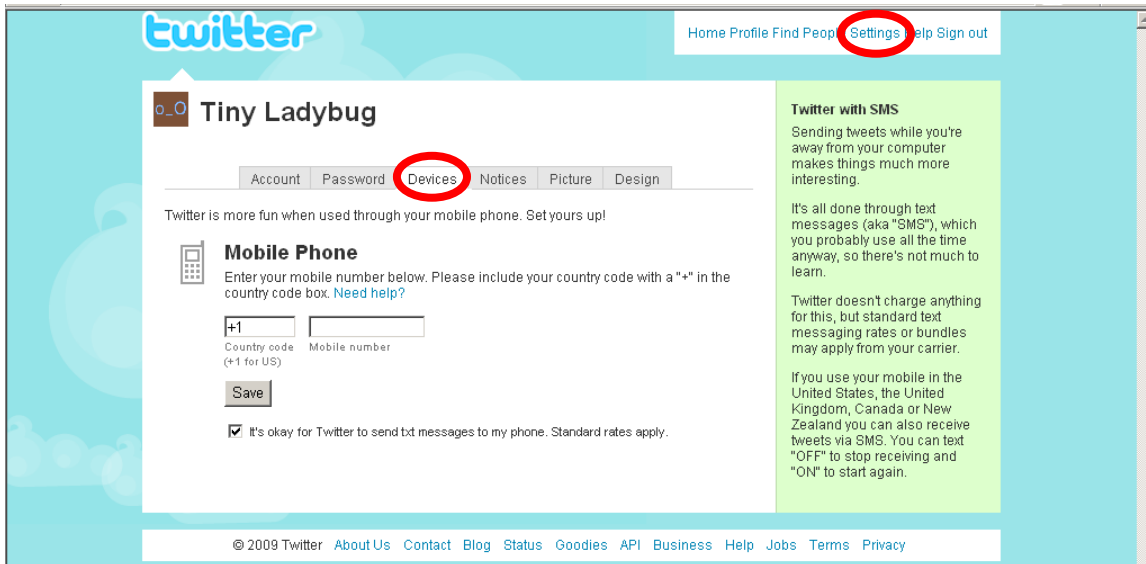 twitter
Home Profile Find People Settings Help Sign out
o_O Tiny Ladybug
Account Password Devices Notices Picture Design
Twitter is more fun when used through your mobile phone. Set yours up!
Mobile Phone
Enter your mobile number below. Please include your country code with a "+" in the
country code box. Need help?
+1
Country code Mobile number
(+1 for US)
Save
It's okay for Twitter to send txt messages to my phone. Standard rates apply.
Twitter with SMS
Sending tweets while you're
away from your computer
makes things much more
interesting.
It's all done through text
messages (aka "SMS"), which
you probably use all the time
anyway, so there's not much to
learn.
Twitter doesn't charge anything
for this, but standard text
messaging rates or bundles
may apply from your carrier.
If you use your mobile in the
United States, the United
Kingdom, Canada or New
Zealand you can also receive
tweets via SMS. You can text
"OFF" to stop receiving and
"ON" to start again.
© 2009 Twitter About Us Contact Blog Status Goodies API Business Help Jobs Terms Privacy